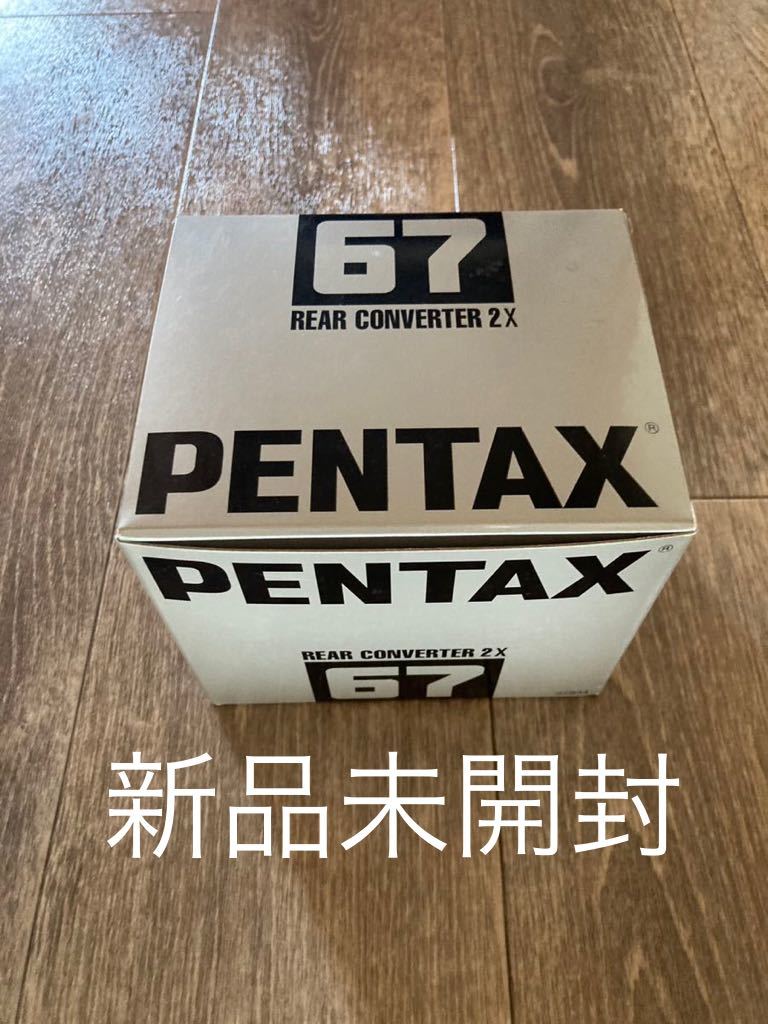 67
REAR CONVERTER 2X
PENTAX®
PENTAX®
REAR CONVERTER 2X
67
新品未開封